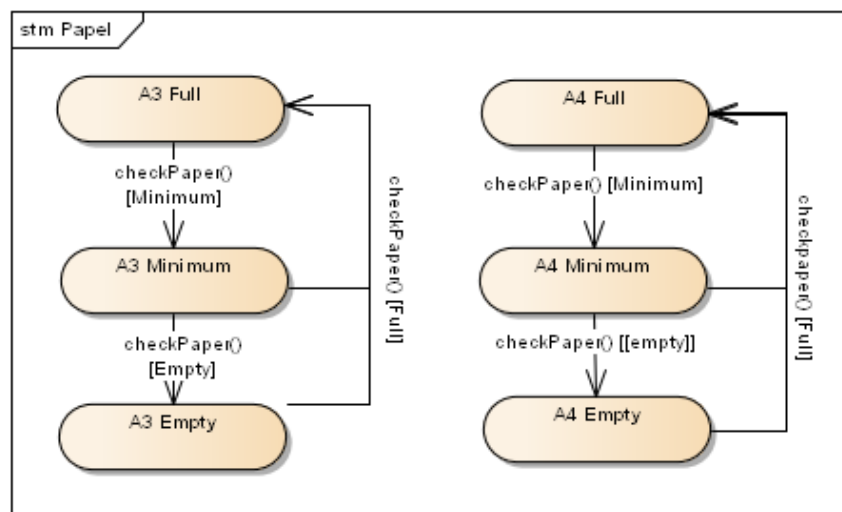 stm Papel
A3 Full
checkPaper()
[Minimum]
A3 Minimum
checkPaper()
[Empty]
A3 Empty
checkPaper() [Full]
A4 Full
checkPaper() [Minimum]
A4 Minimum
checkPaper() [[empty]]
A4 Empty
checkpaper() [Full]